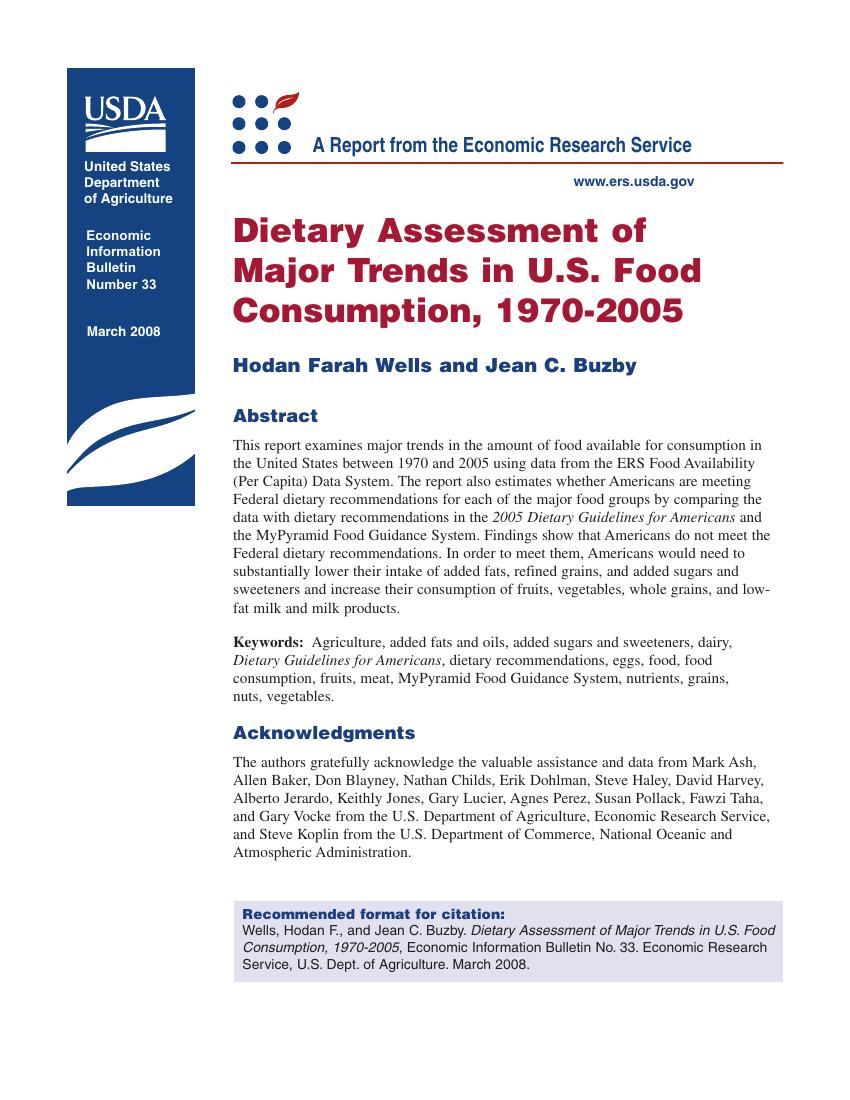 USDA
United States
Department
of Agriculture
Economic
Information
Bulletin
Number 33
March 2008
A Report from the Economic Research Service
www.ers.usda.gov
Dietary Assessment of
Major Trends in U.S. Food
Consumption, 1970-2005
Hodan Farah Wells and Jean C. Buzby
Abstract
This report examines major trends in the amount of food available for consumption in
the United States between 1970 and 2005 using data from the ERS Food Availability
(Per Capita) Data System. The report also estimates whether Americans are meeting
Federal dietary recommendations for each of the major food groups by comparing the
data with dietary recommendations in the 2005 Dietary Guidelines for Americans and
the MyPyramid Food Guidance System. Findings show that Americans do not meet the
Federal dietary recommendations. In order to meet them, Americans would need to
substantially lower their intake of added fats, refined grains, and added sugars and
sweeteners and increase their consumption of fruits, vegetables, whole grains, and low-
fat milk and milk products.
Keywords: Agriculture, added fats and oils, added sugars and sweeteners, dairy,
Dietary Guidelines for Americans, dietary recommendations, eggs, food, food
consumption, fruits, meat, MyPyramid Food Guidance System, nutrients, grains,
nuts, vegetables.
Acknowledgments
The authors gratefully acknowledge the valuable assistance and data from Mark Ash,
Allen Baker, Don Blayney, Nathan Childs, Erik Dohlman, Steve Haley, David Harvey,
Alberto Jerardo, Keithly Jones, Gary Lucier, Agnes Perez, Susan Pollack, Fawzi Taha,
and Gary Vocke from the U.S. Department of Agriculture, Economic Research Service,
and Steve Koplin from the U.S. Department of Commerce, National Oceanic and
Atmospheric Administration.
Recommended format for citation:
Wells, Hodan F., and Jean C. Buzby. Dietary Assessment of Major Trends in U.S. Food
Consumption, 1970-2005, Economic Information Bulletin No. 33. Economic Research
Service, U.S. Dept. of Agriculture. March 2008.